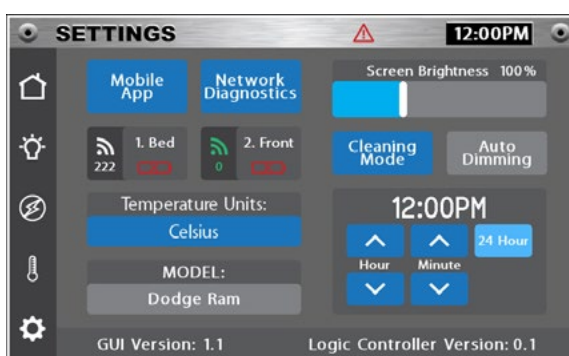 SETTINGS
12:00PM
Mobile
App
Network
Diagnostics
Screen Brightness 100%
1. Bed
222
2. Front
0
Cleaning
Mode
Auto
Dimming
Temperature Units:
Celsius
12:00PM
24 Hour
Hour Minute
MODEL:
Dodge Ram
GUI Version: 1.1
Logic Controller Version: 0.1